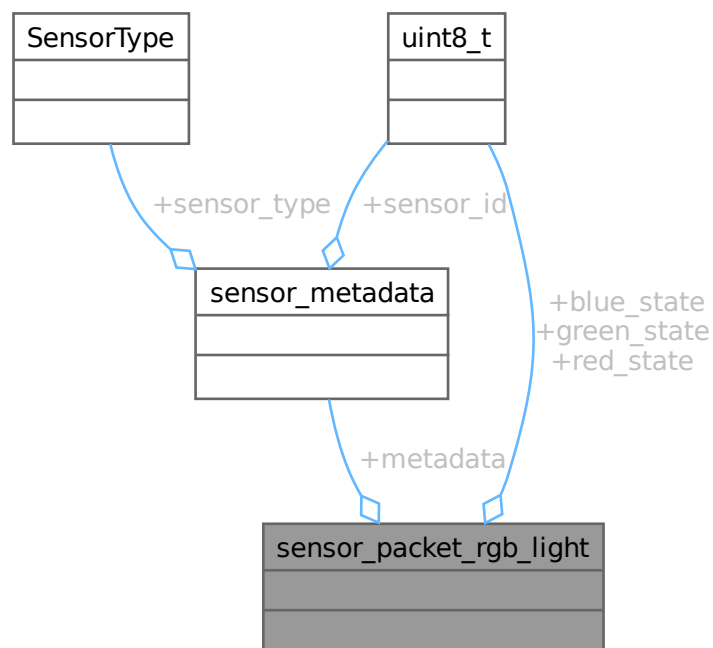 SensorType
uint8_t
+sensor_type
+sensor_id
sensor_metadata
+blue_state
+green_state
+red_state
+metadata
sensor_packet_rgb_light